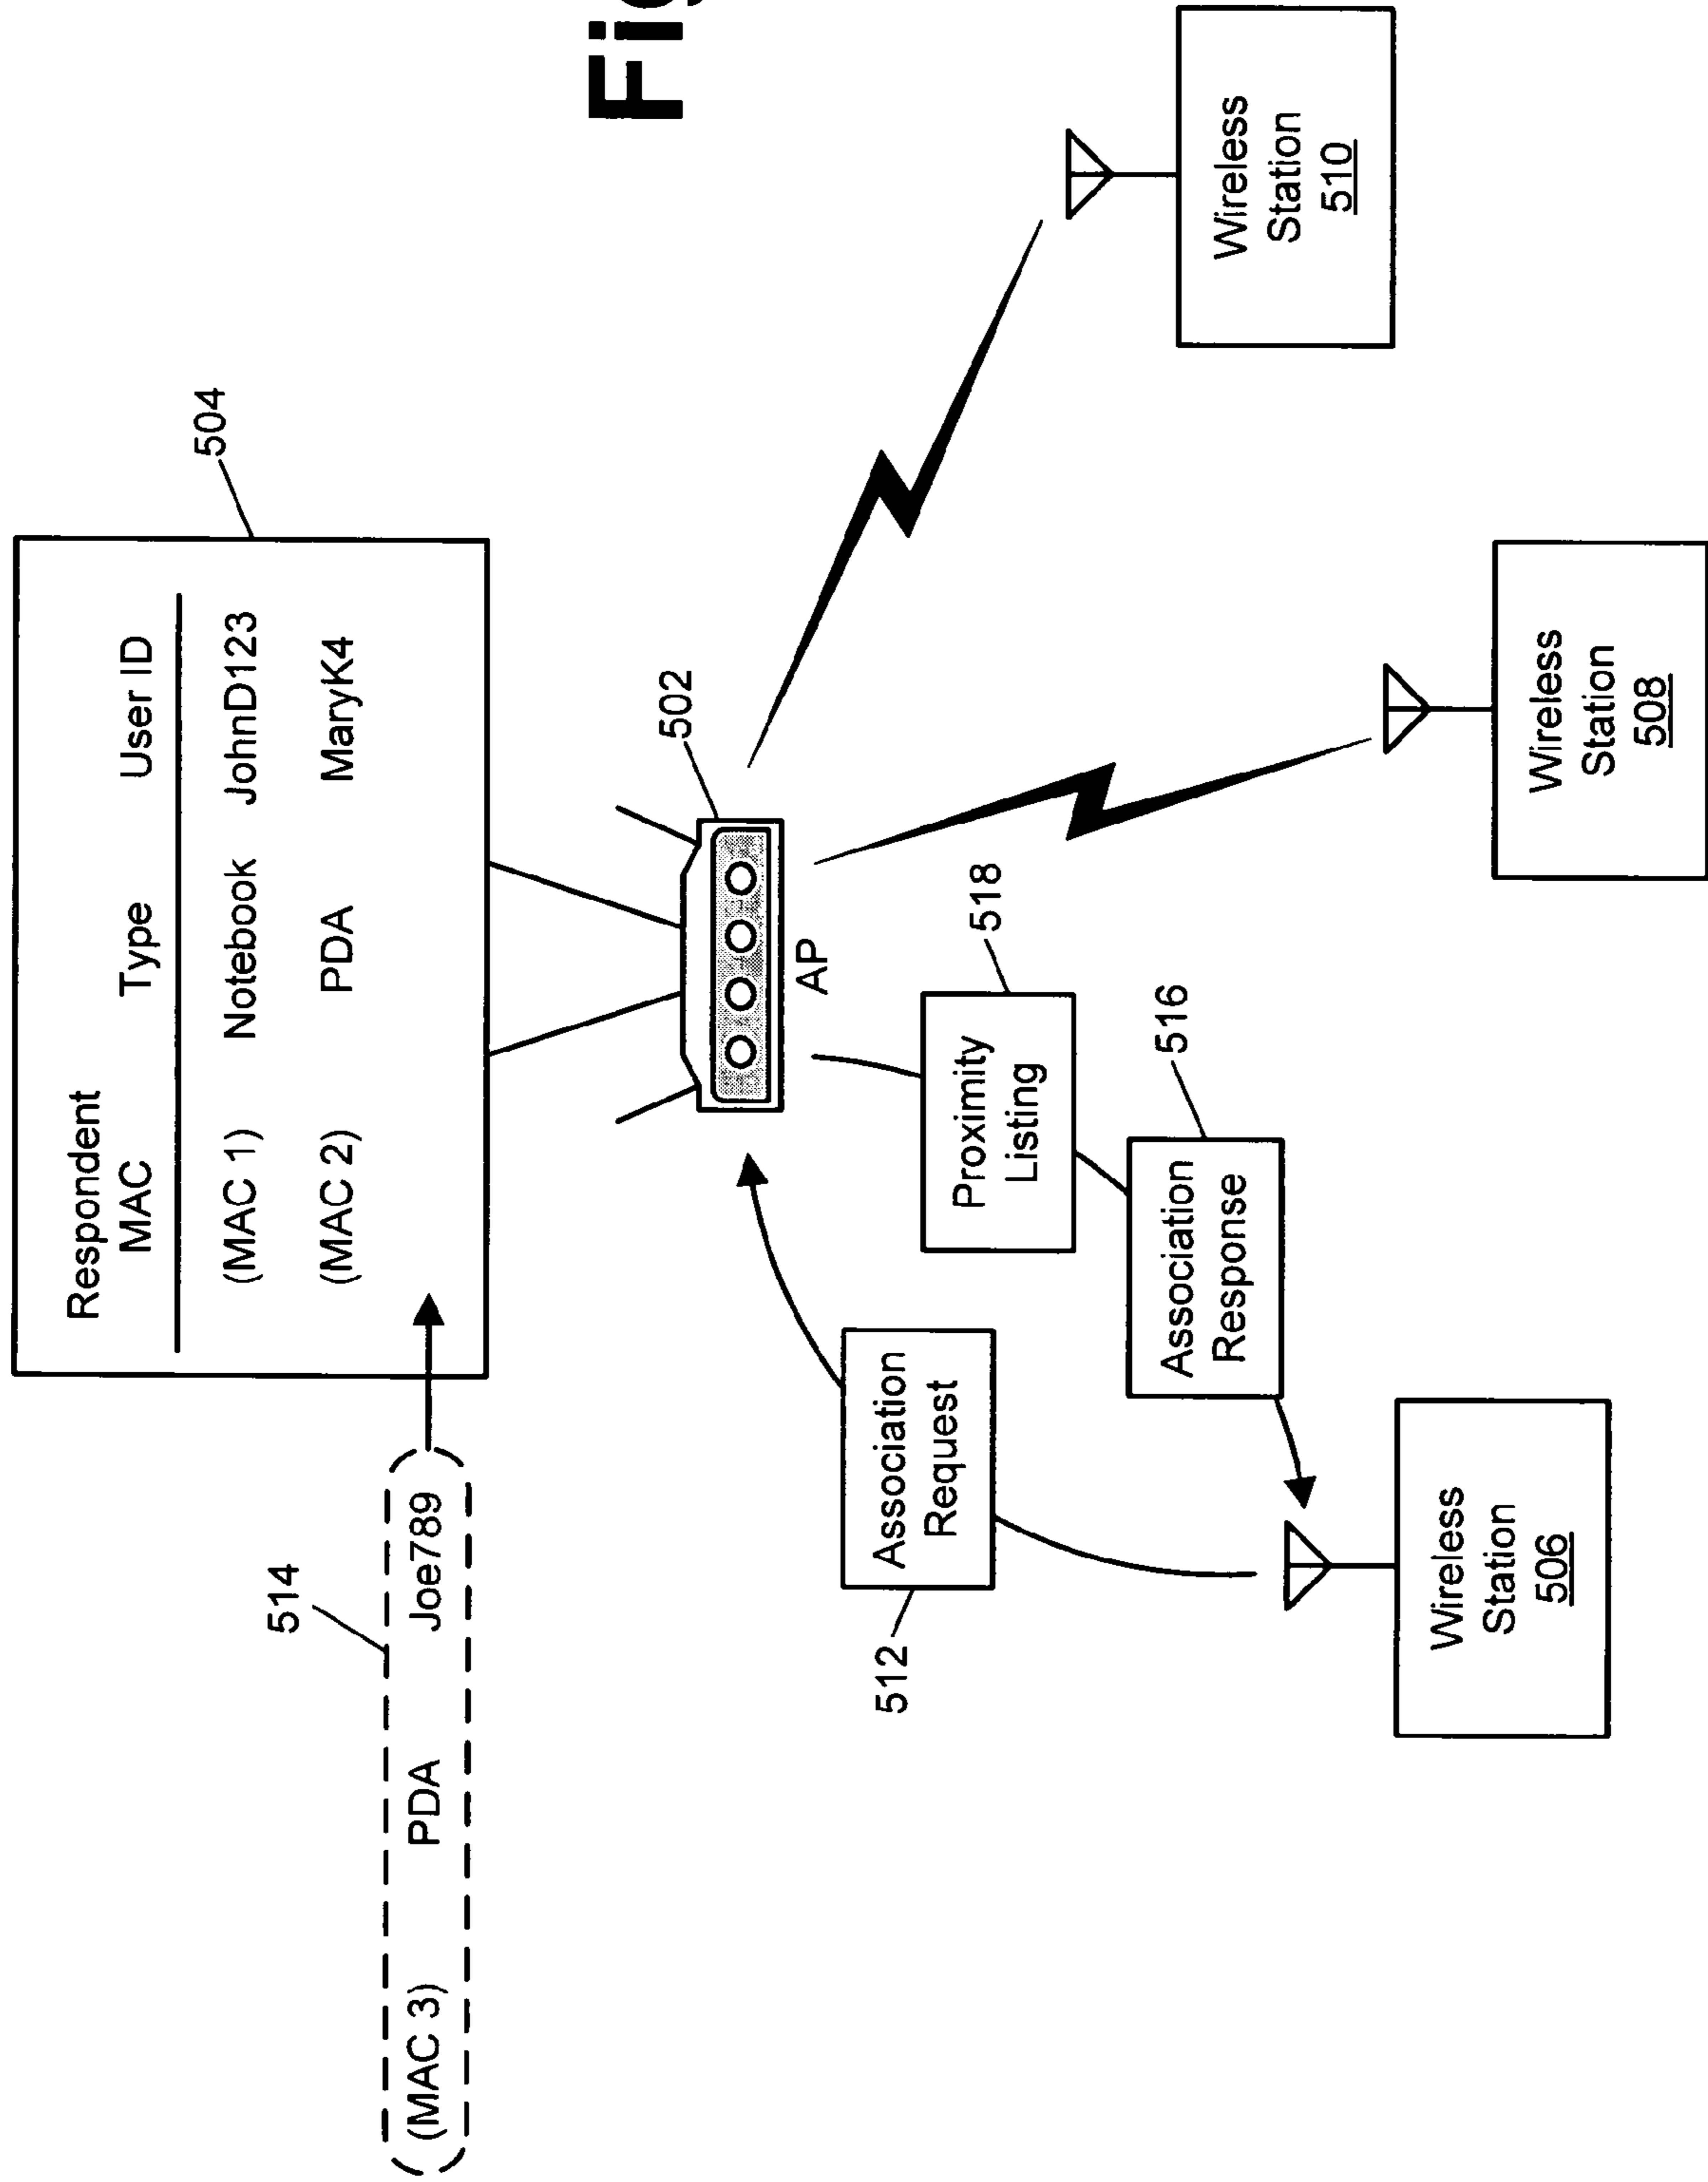 504
Respondent
MAC Type User ID
(MAC 1) Notebook JohnD123
(MAC 2) PDA MaryK4
514
(MAC 3) PDA Joe789
502
AP
518
Proximity
Listing
516
Association
Response
512
Association
Request
Wireless
Station
506
Wireless
Station
508
Wireless
Station
510